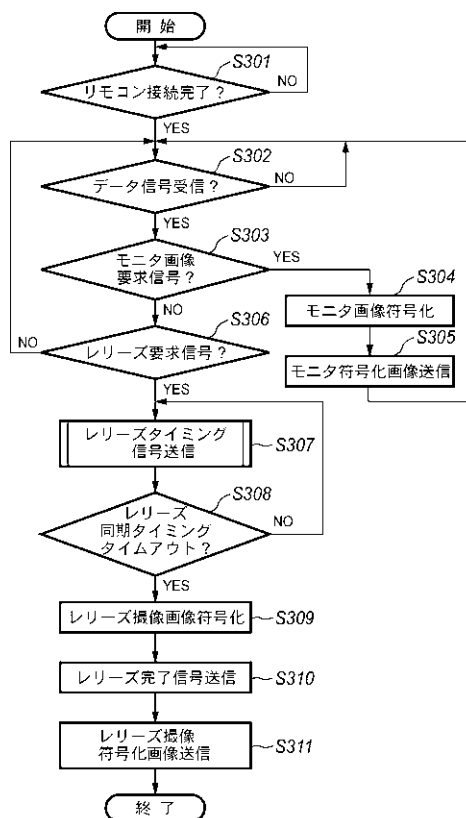 開 始
S301
リモコン接続完了？
NO
YES
S302
データ信号受信？
NO
YES
S303
モニタ画像
要求信号？
YES
NO
S304
モニタ画像符号化
S305
モニタ符号化画像送信
S306
NO
レリーズ要求信号？
YES
レリーズタイミング
信号送信
S307
S308
レリーズ
同期タイミング
タイムアウト？
NO
YES
レリーズ撮像画像符号化
S309
レリーズ完了信号送信
S310
レリーズ撮像
符号化画像送信
S311
終 了